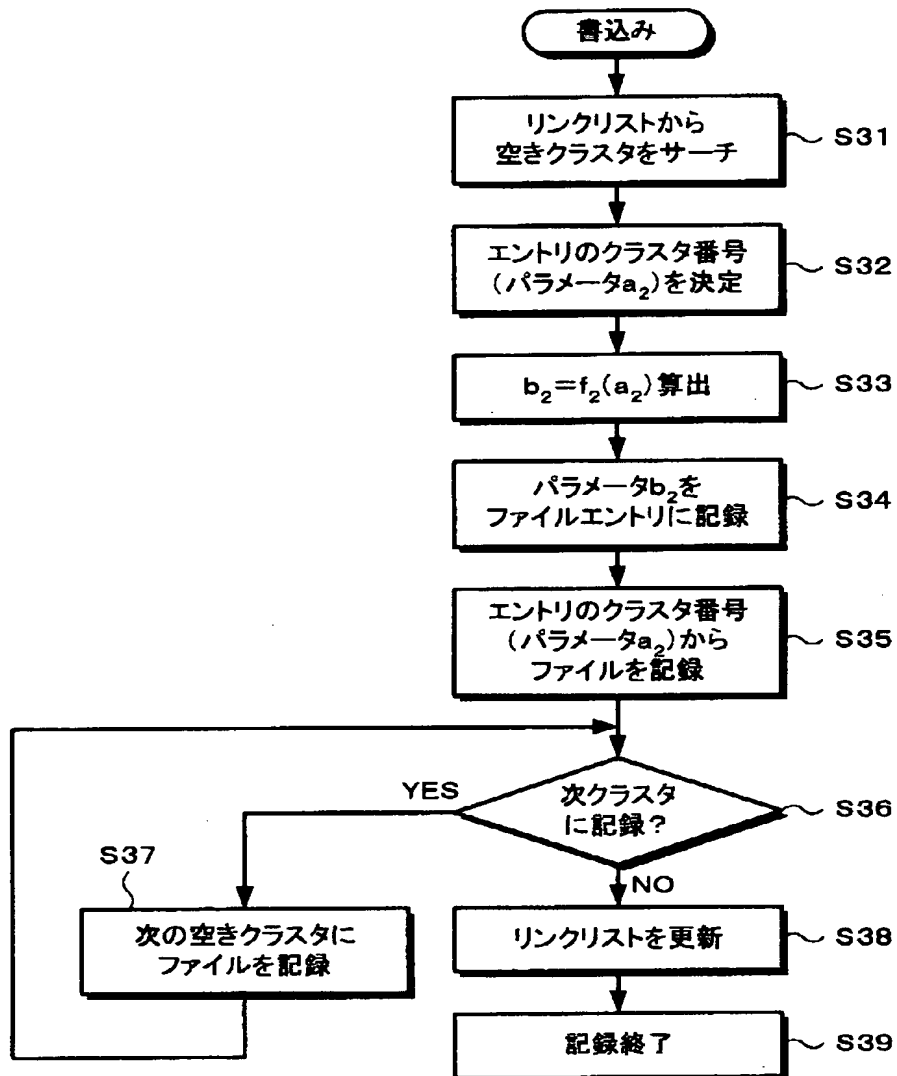 書込み
リンクリストから
空きクラスタをサーチ
S31
エントリのクラスタ番号
(パラメータa₂)を決定
S32
b₂=f₂(a₂)算出
S33
パラメータb₂を
ファイルエントリに記録
S34
エントリのクラスタ番号
(パラメータa₂)から
ファイルを記録
S35
次クラスタ
に記録?
S36
YES
NO
S37
次の空きクラスタに
ファイルを記録
リンクリストを更新
S38
記録終了
S39